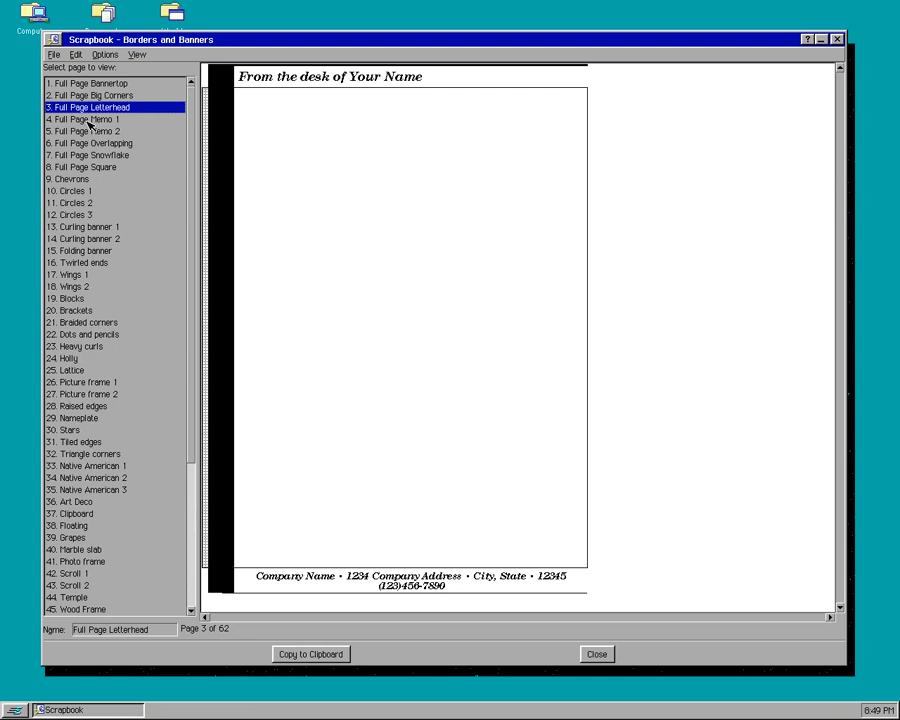 Scrapbook - Borders and Banners
File Edit Options View
Select page to view:
1. Full Page Bannertop
2. Full Page Big Corners
3. Full Page Letterhead
4. Full Page Memo 1
5. Full Page Memo 2
6. Full Page Overlapping
7. Full Page Snowflake
8. Full Page Square
9. Chevrons
10. Circles 1
11. Circles 2
12. Circles 3
13. Curling banner 1
14. Curling banner 2
15. Folding banner
16. Twirled ends
17. Wings 1
18. Wings 2
19. Blocks
20. Brackets
21. Braided corners
22. Dots and pencils
23. Heavy curls
24. Holly
25. Lattice
26. Picture frame 1
27. Picture frame 2
28. Raised edges
29. Nameplate
30. Stars
31. Tiled edges
32. Triangle corners
33. Native American 1
34. Native American 2
35. Native American 3
36. Art Deco
37. Clipboard
38. Floating
39. Grapes
40. Marble slab
41. Photo frame
42. Scroll 1
43. Scroll 2
44. Temple
45. Wood Frame
From the desk of Your Name
Company Name • 1234 Company Address • City, State • 12345
(123)456-7890
Name: Full Page Letterhead Page 3 of 62
Copy to Clipboard Close
Scrapbook 8:49 PM